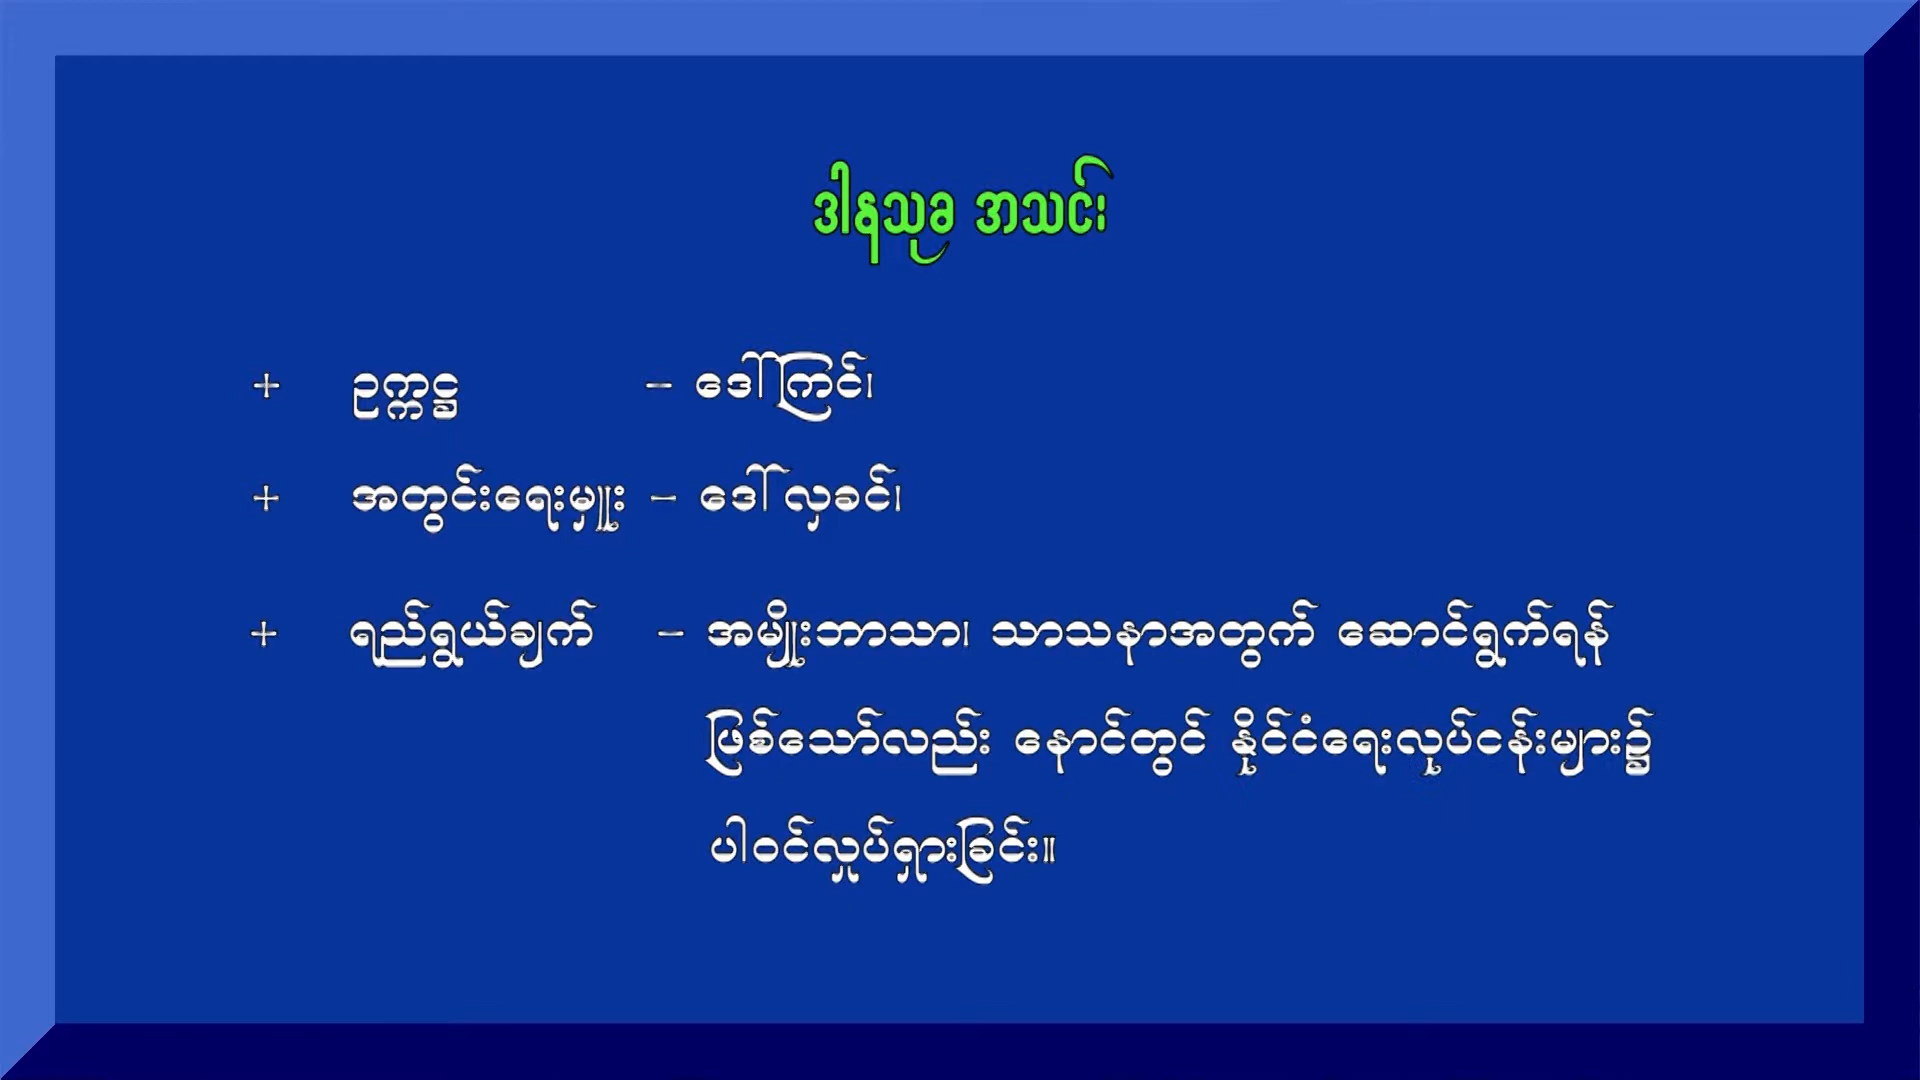 ဒါနသုခ အသင်း
+ ဥက္ကဋ္ဌ – ဒေါ်ကြင်၊
+ အတွင်းရေးမှူး – ဒေါ်လှခင်၊
+ ရည်ရွယ်ချက် – အမျိုးဘာသာ၊ သာသနာအတွက် ဆောင်ရွက်ရန်
ဖြစ်သော်လည်း နောင်တွင် နိုင်ငံရေးလုပ်ငန်းများ၌
ပါဝင်လှုပ်ရှားခြင်း။